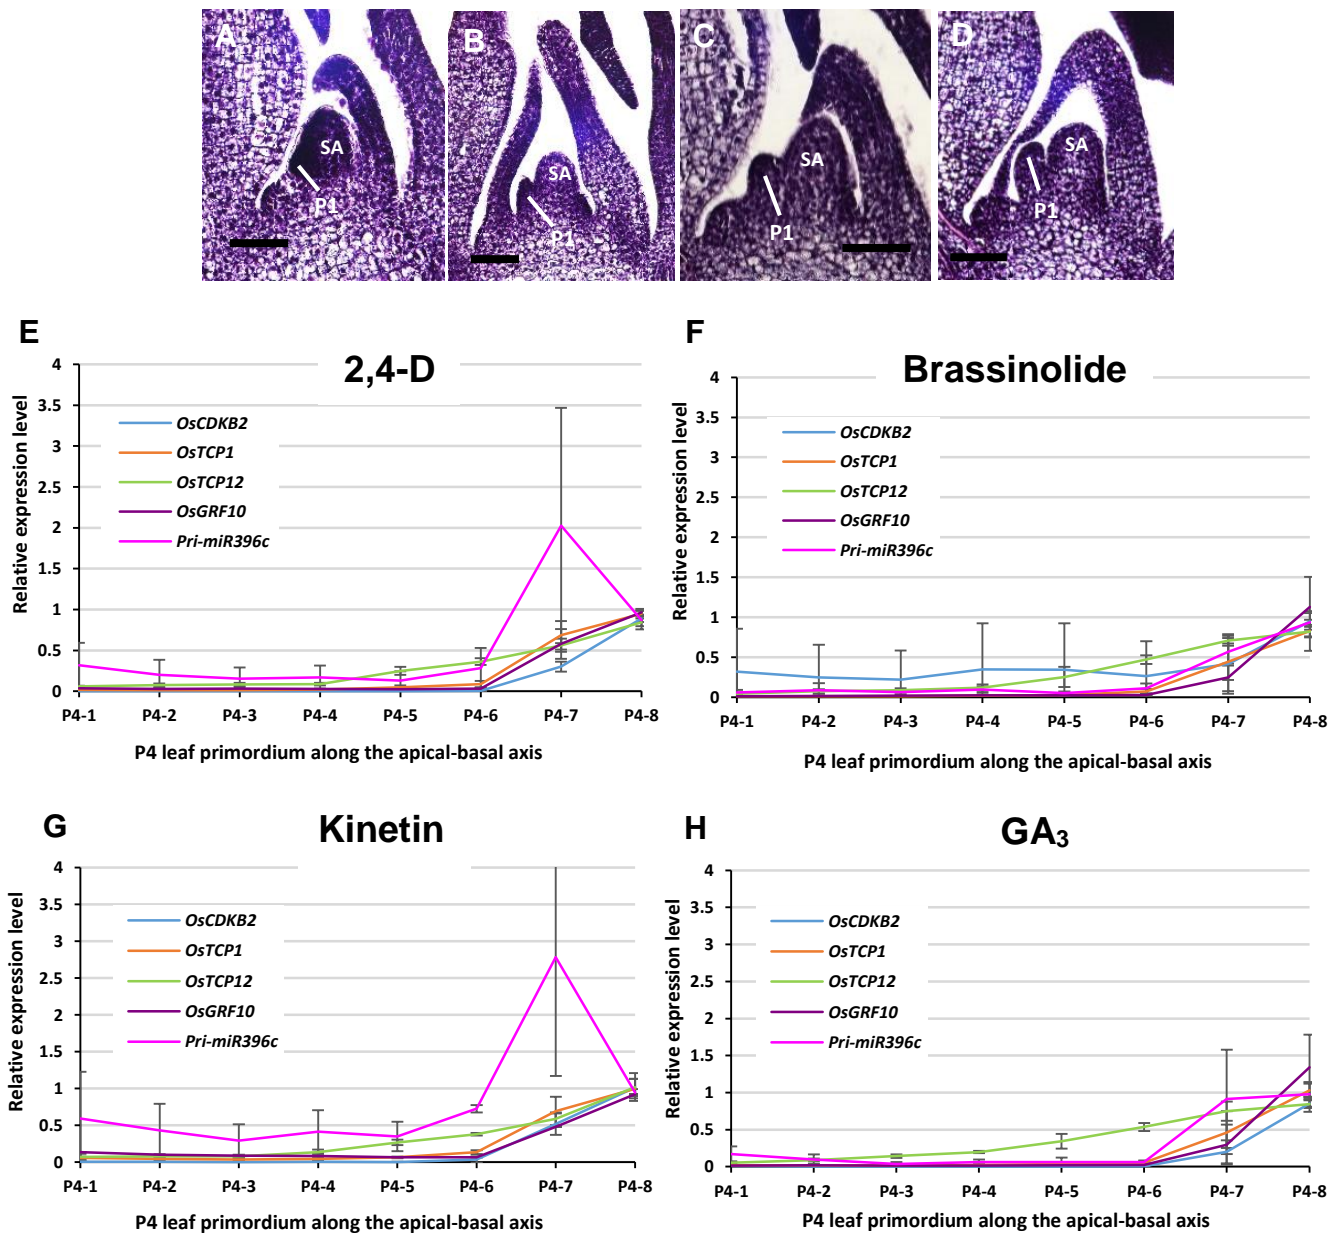 A
B
C
D
SA
P1
SA
P1
SA
P1
SA
P1
E
2,4-D
Relative expression level
4
3.5
3
2.5
2
1.5
1
0.5
0
OsCDKB2
OsTCP1
OsTCP12
OsGRF10
Pri-miR396c
P4-1 P4-2 P4-3 P4-4 P4-5 P4-6 P4-7 P4-8
P4 leaf primordium along the apical-basal axis
F
Brassinolide
Relative expression level
4
3.5
3
2.5
2
1.5
1
0.5
0
OsCDKB2
OsTCP1
OsTCP12
OsGRF10
Pri-miR396c
P4-1 P4-2 P4-3 P4-4 P4-5 P4-6 P4-7 P4-8
P4 leaf primordium along the apical-basal axis
G
Kinetin
Relative expression level
4
3.5
3
2.5
2
1.5
1
0.5
0
OsCDKB2
OsTCP1
OsTCP12
OsGRF10
Pri-miR396c
P4-1 P4-2 P4-3 P4-4 P4-5 P4-6 P4-7 P4-8
P4 leaf primordium along the apical-basal axis
H
GA₃
Relative expression level
4
3.5
3
2.5
2
1.5
1
0.5
0
OsCDKB2
OsTCP1
OsTCP12
OsGRF10
Pri-miR396c
P4-1 P4-2 P4-3 P4-4 P4-5 P4-6 P4-7 P4-8
P4 leaf primordium along the apical-basal axis